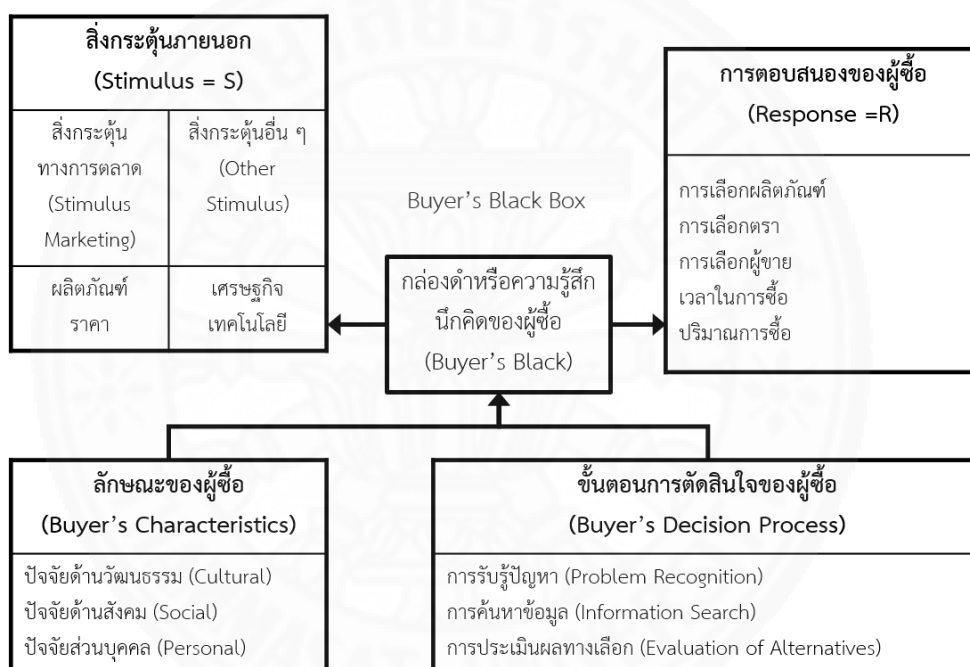 สิ่งกระตุ้นภายนอก
(Stimulus = S)
สิ่งกระตุ้น
ทางการตลาด
(Stimulus
Marketing)
สิ่งกระตุ้นอื่น ๆ
(Other
Stimulus)
ผลิตภัณฑ์
ราคา
เศรษฐกิจ
เทคโนโลยี
Buyer's Black Box
กล่องดำหรือความรู้สึก
นึกคิดของผู้ซื้อ
(Buyer's Black)
การตอบสนองของผู้ซื้อ
(Response =R)
การเลือกผลิตภัณฑ์
การเลือกตรา
การเลือกผู้ขาย
เวลาในการซื้อ
ปริมาณการซื้อ
ลักษณะของผู้ซื้อ
(Buyer's Characteristics)
ปัจจัยด้านวัฒนธรรม (Cultural)
ปัจจัยด้านสังคม (Social)
ปัจจัยส่วนบุคคล (Personal)
ขั้นตอนการตัดสินใจของผู้ซื้อ
(Buyer's Decision Process)
การรับรู้ปัญหา (Problem Recognition)
การค้นหาข้อมูล (Information Search)
การประเมินผลทางเลือก (Evaluation of Alternatives)